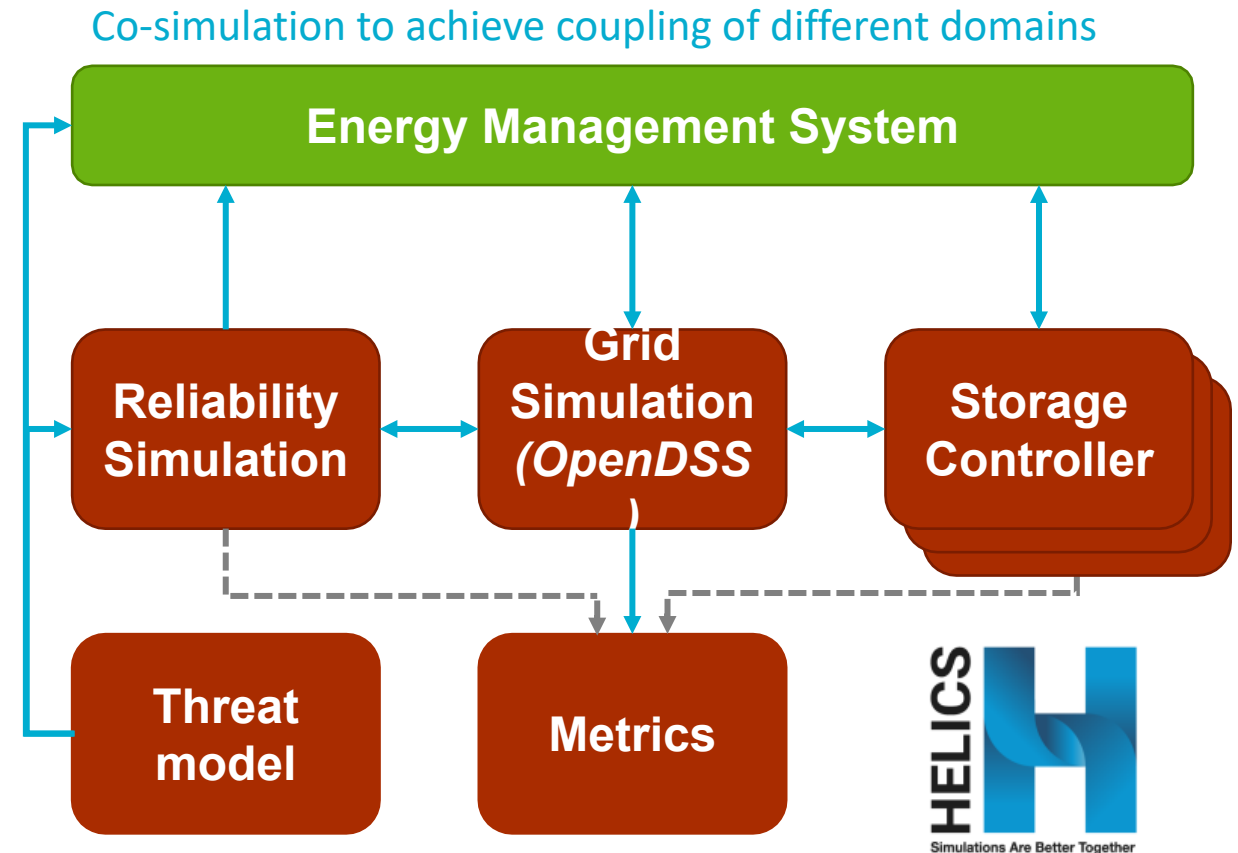 Co-simulation to achieve coupling of different domains
Energy Management System
Reliability
Simulation
Grid
Simulation
(OpenDSS
)
Storage
Controller
Threat
model
Metrics
HELICS
Simulations Are Better Together